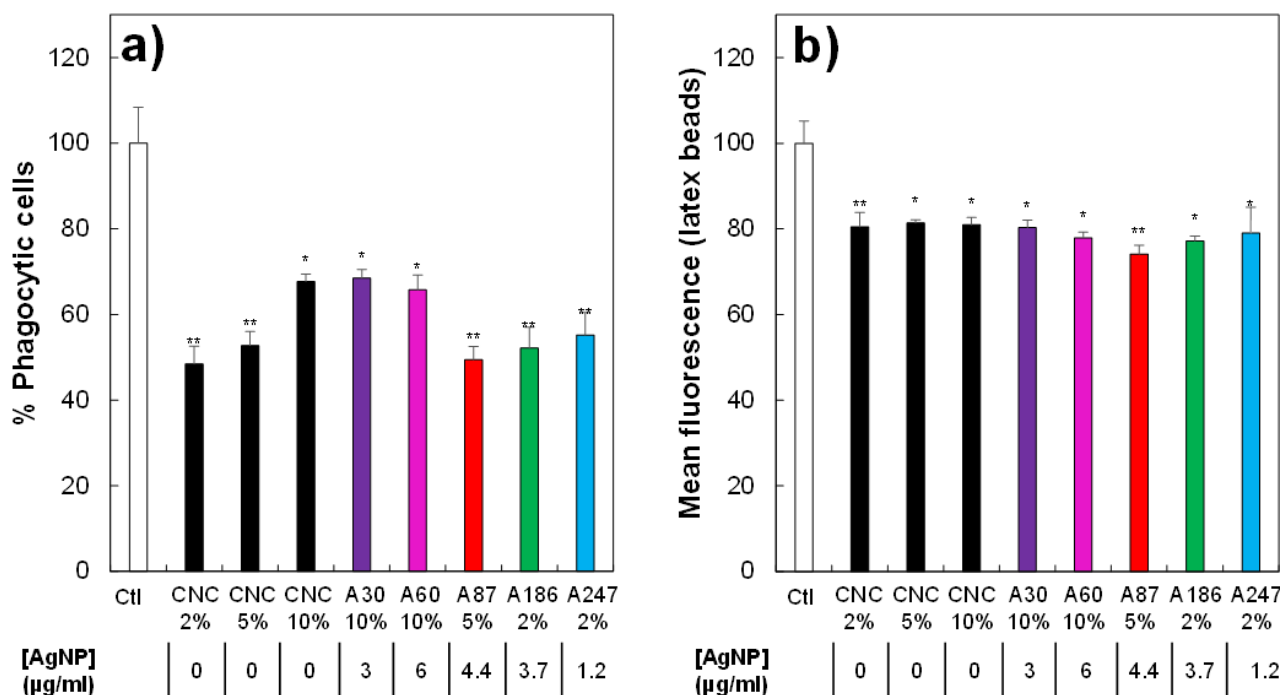 a)
% Phagocytic cells
120
100
80
60
40
20
0
** ** * * * ** ** **
Ctl CNC CNC CNC A30 A60 A87 A186 A247
2% 5% 10% 10% 10% 5% 2% 2%
[AgNP] (µg/ml) 0 0 0 3 6 4.4 3.7 1.2
b)
Mean fluorescence (latex beads)
120
100
80
60
40
20
0
** * * * * ** * *
Ctl CNC CNC CNC A30 A60 A87 A186 A247
2% 5% 10% 10% 10% 5% 2% 2%
[AgNP] (µg/ml) 0 0 0 3 6 4.4 3.7 1.2